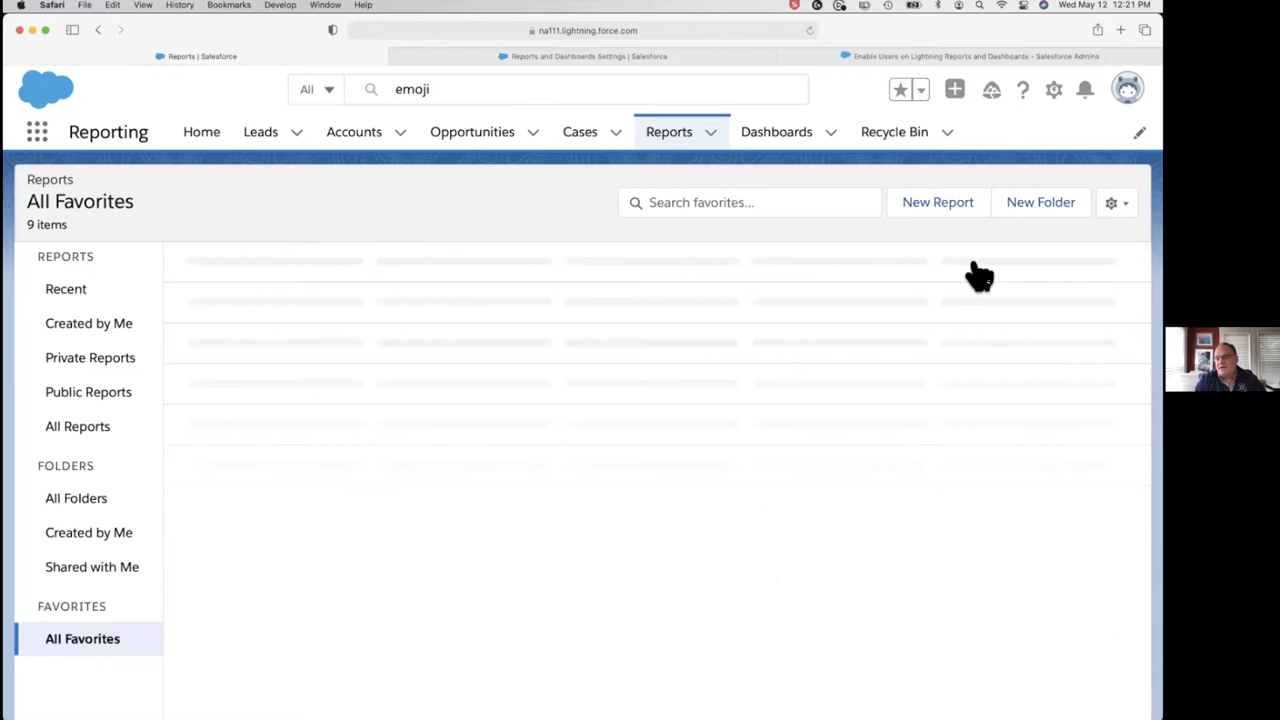 Safari File Edit View History Bookmarks Develop Window Help Wed May 12 12:21 PM
na111.lightning.force.com
Reports | Salesforce
Reports and Dashboards Settings | Salesforce
Enable Users on Lightning Reports and Dashboards - Salesforce Admins
All
emoji
Reporting
Home
Leads
Accounts
Opportunities
Cases
Reports
Dashboards
Recycle Bin
Reports
All Favorites
9 items
Search favorites...
New Report
New Folder
REPORTS
Recent
Created by Me
Private Reports
Public Reports
All Reports
FOLDERS
All Folders
Created by Me
Shared with Me
FAVORITES
All Favorites